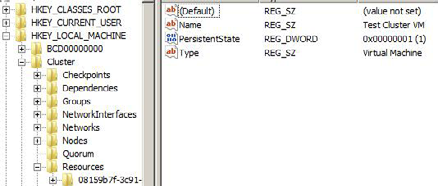 HKEY_CLASSES_ROOT
HKEY_CURRENT_USER
HKEY_LOCAL_MACHINE
BCD00000000
Cluster
Checkpoints
Dependencies
Groups
NetworkInterfaces
Networks
Nodes
Quorum
Resources
08159b7f-3c91-
(Default) REG_SZ (value not set)
Name REG_SZ Test Cluster VM
PersistentState REG_DWORD 0x00000001 (1)
Type REG_SZ Virtual Machine